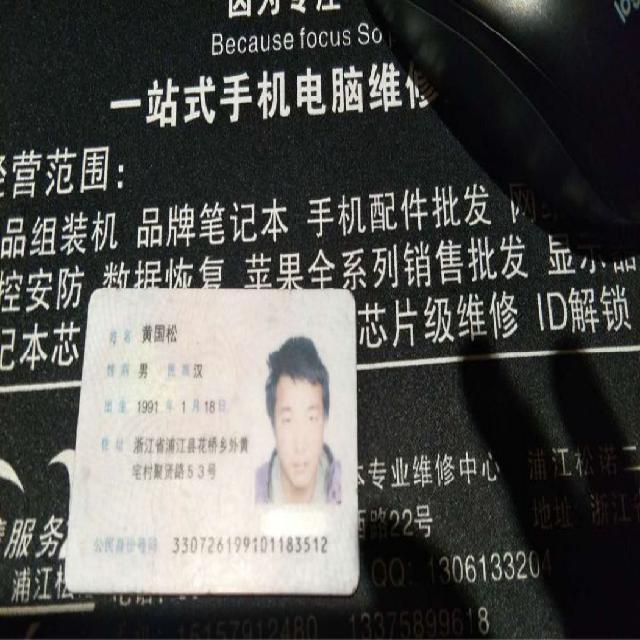 因为专注
Because focus So
一站式手机电脑维修
经营范围:
品组装机 品牌笔记本 手机配件批发 网络
控安防 数据恢复 苹果全系列销售批发 显示器
记本芯
芯片级维修 ID解锁
姓名 黄国松
性别 男 民族 汉
出生 1991 年 1 月 18 日
住址 浙江省浦江县花桥乡外黄
宅村聚贤路53号
公民身份号码 330726199101183512
专业维修中心 浦江松诺二
服务
西路22号
地址 浙江
浦江松
QQ: 1306133204
15157912480 13375899618